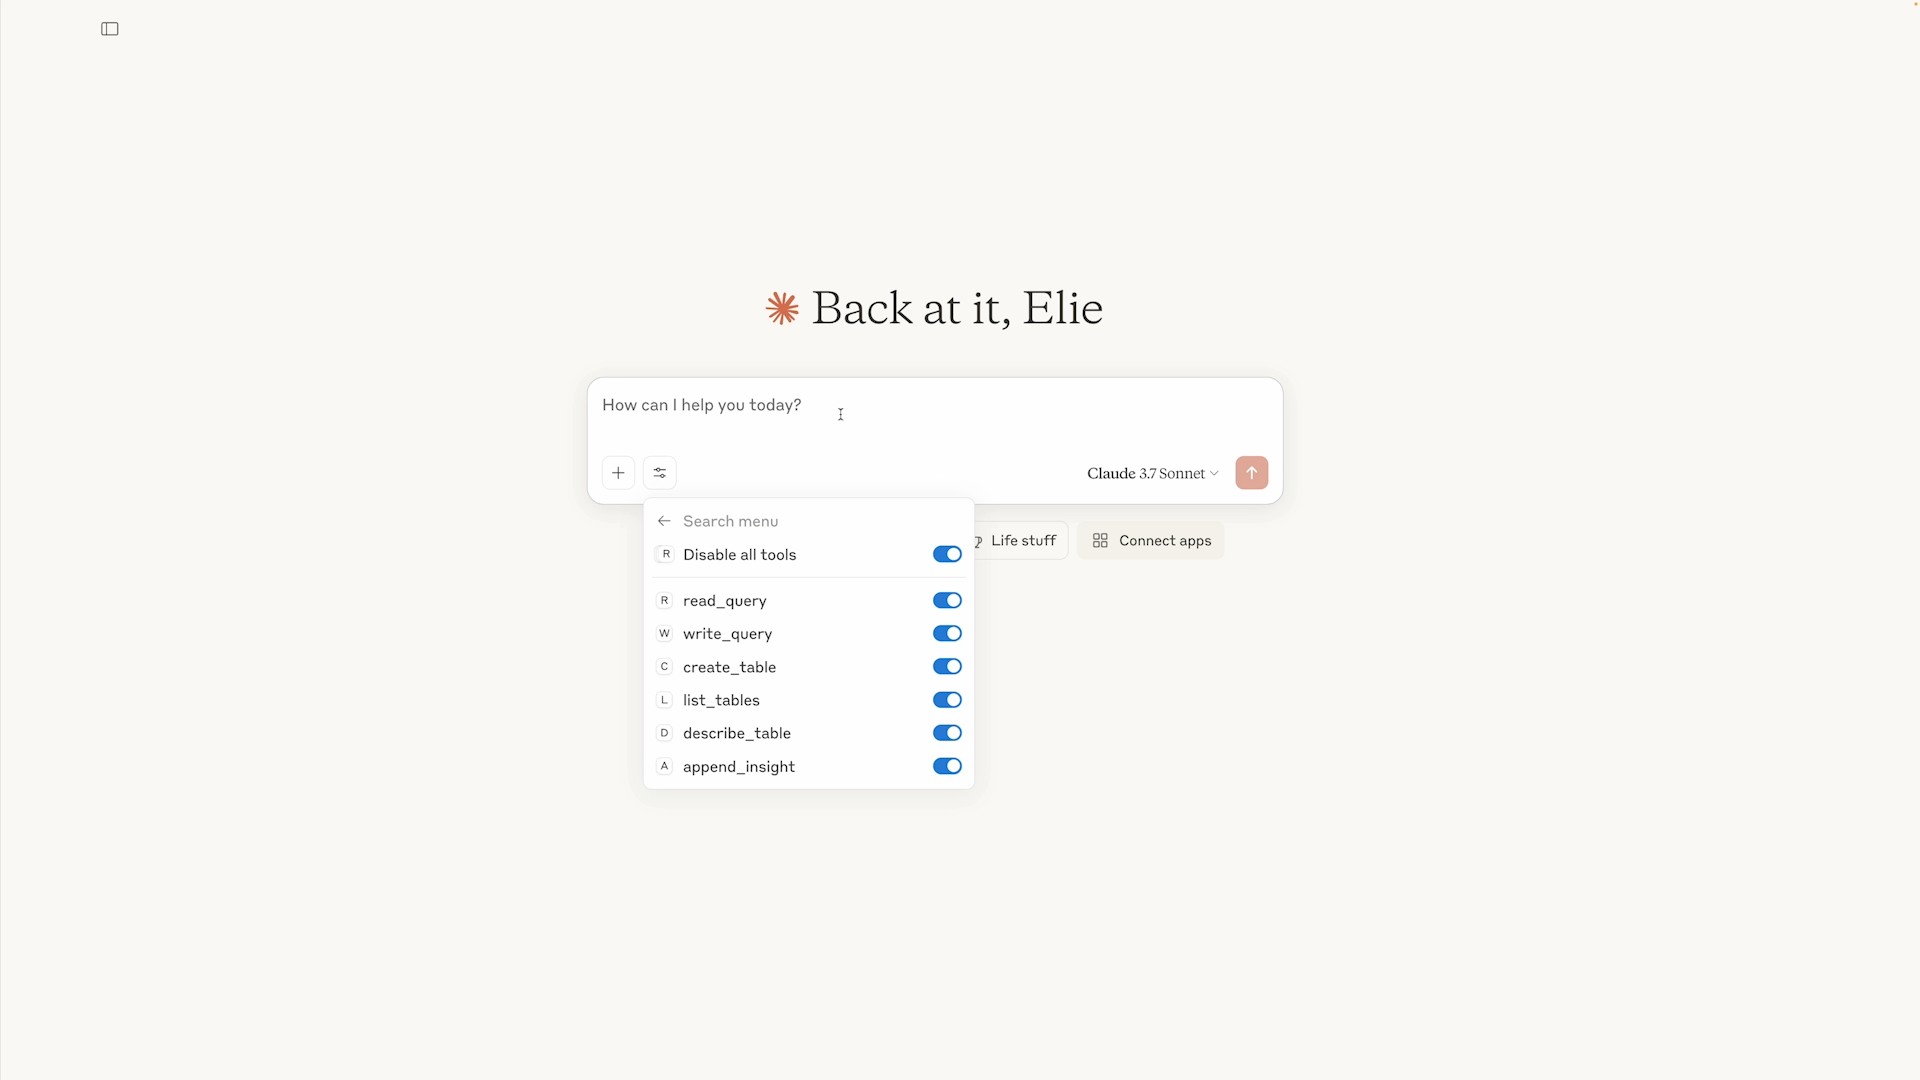 Back at it, Elie
How can I help you today?
Claude 3.7 Sonnet
Search menu
R Disable all tools
R read_query
W write_query
C create_table
L list_tables
D describe_table
A append_insight
Life stuff
Connect apps